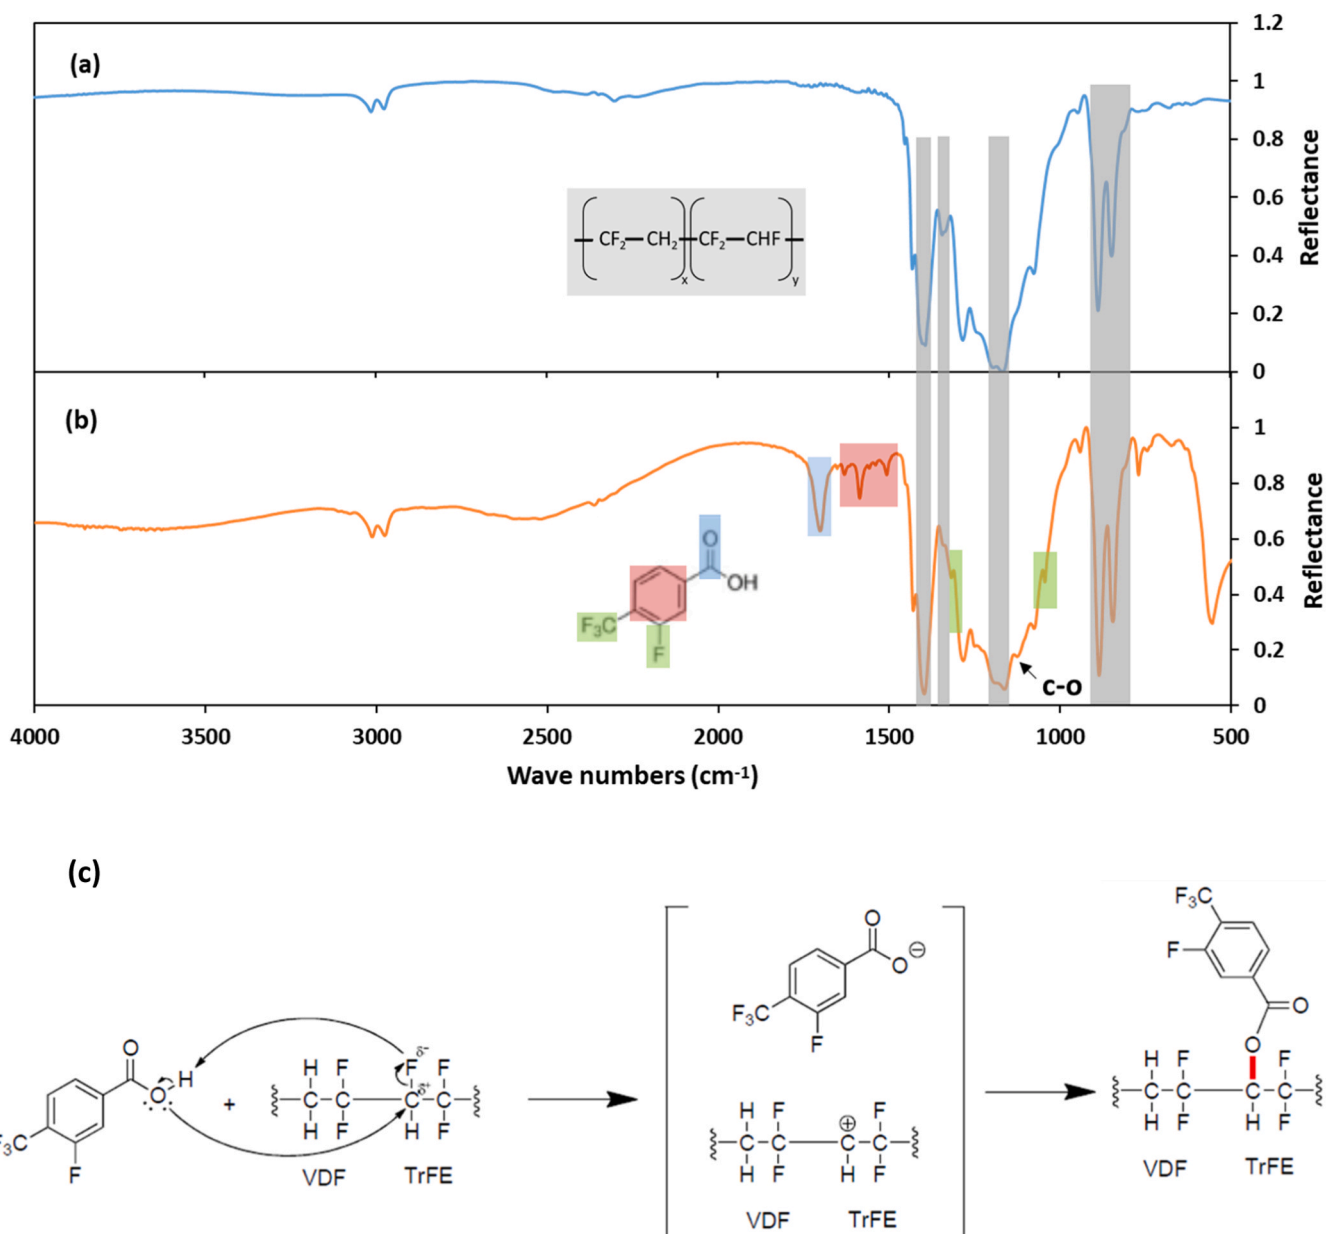 (a)
1.2
1
0.8
0.6
0.4
0.2
0
Reflectance
CF2 CH2 CF2 CHF
x y
(b)
1
0.8
0.6
0.4
0.2
0
Reflectance
O
OH
F3C
F
C-O
4000 3500 3000 2500 2000 1500 1000 500
Wave numbers (cm-1)
(c)
O
O H
F3C
F
+
H F F δ- F
C C C δ+ C
H F H F
VDF TrFE
O
O ⊖
F3C
F
H F F
C C C ⊕ C
H F H F
VDF TrFE
F3C
F
O
O
H F F
C C C C
H F H F
VDF TrFE